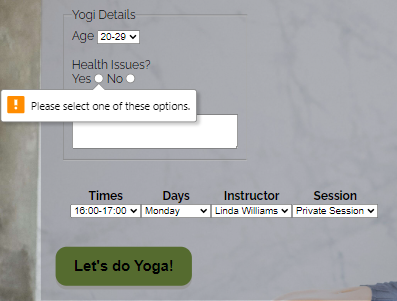 Yogi Details
Age 20-29
Health Issues?
Yes No
! Please select one of these options.
Times Days Instructor Session
16:00-17:00 Monday Linda Williams Private Session
Let's do Yoga!